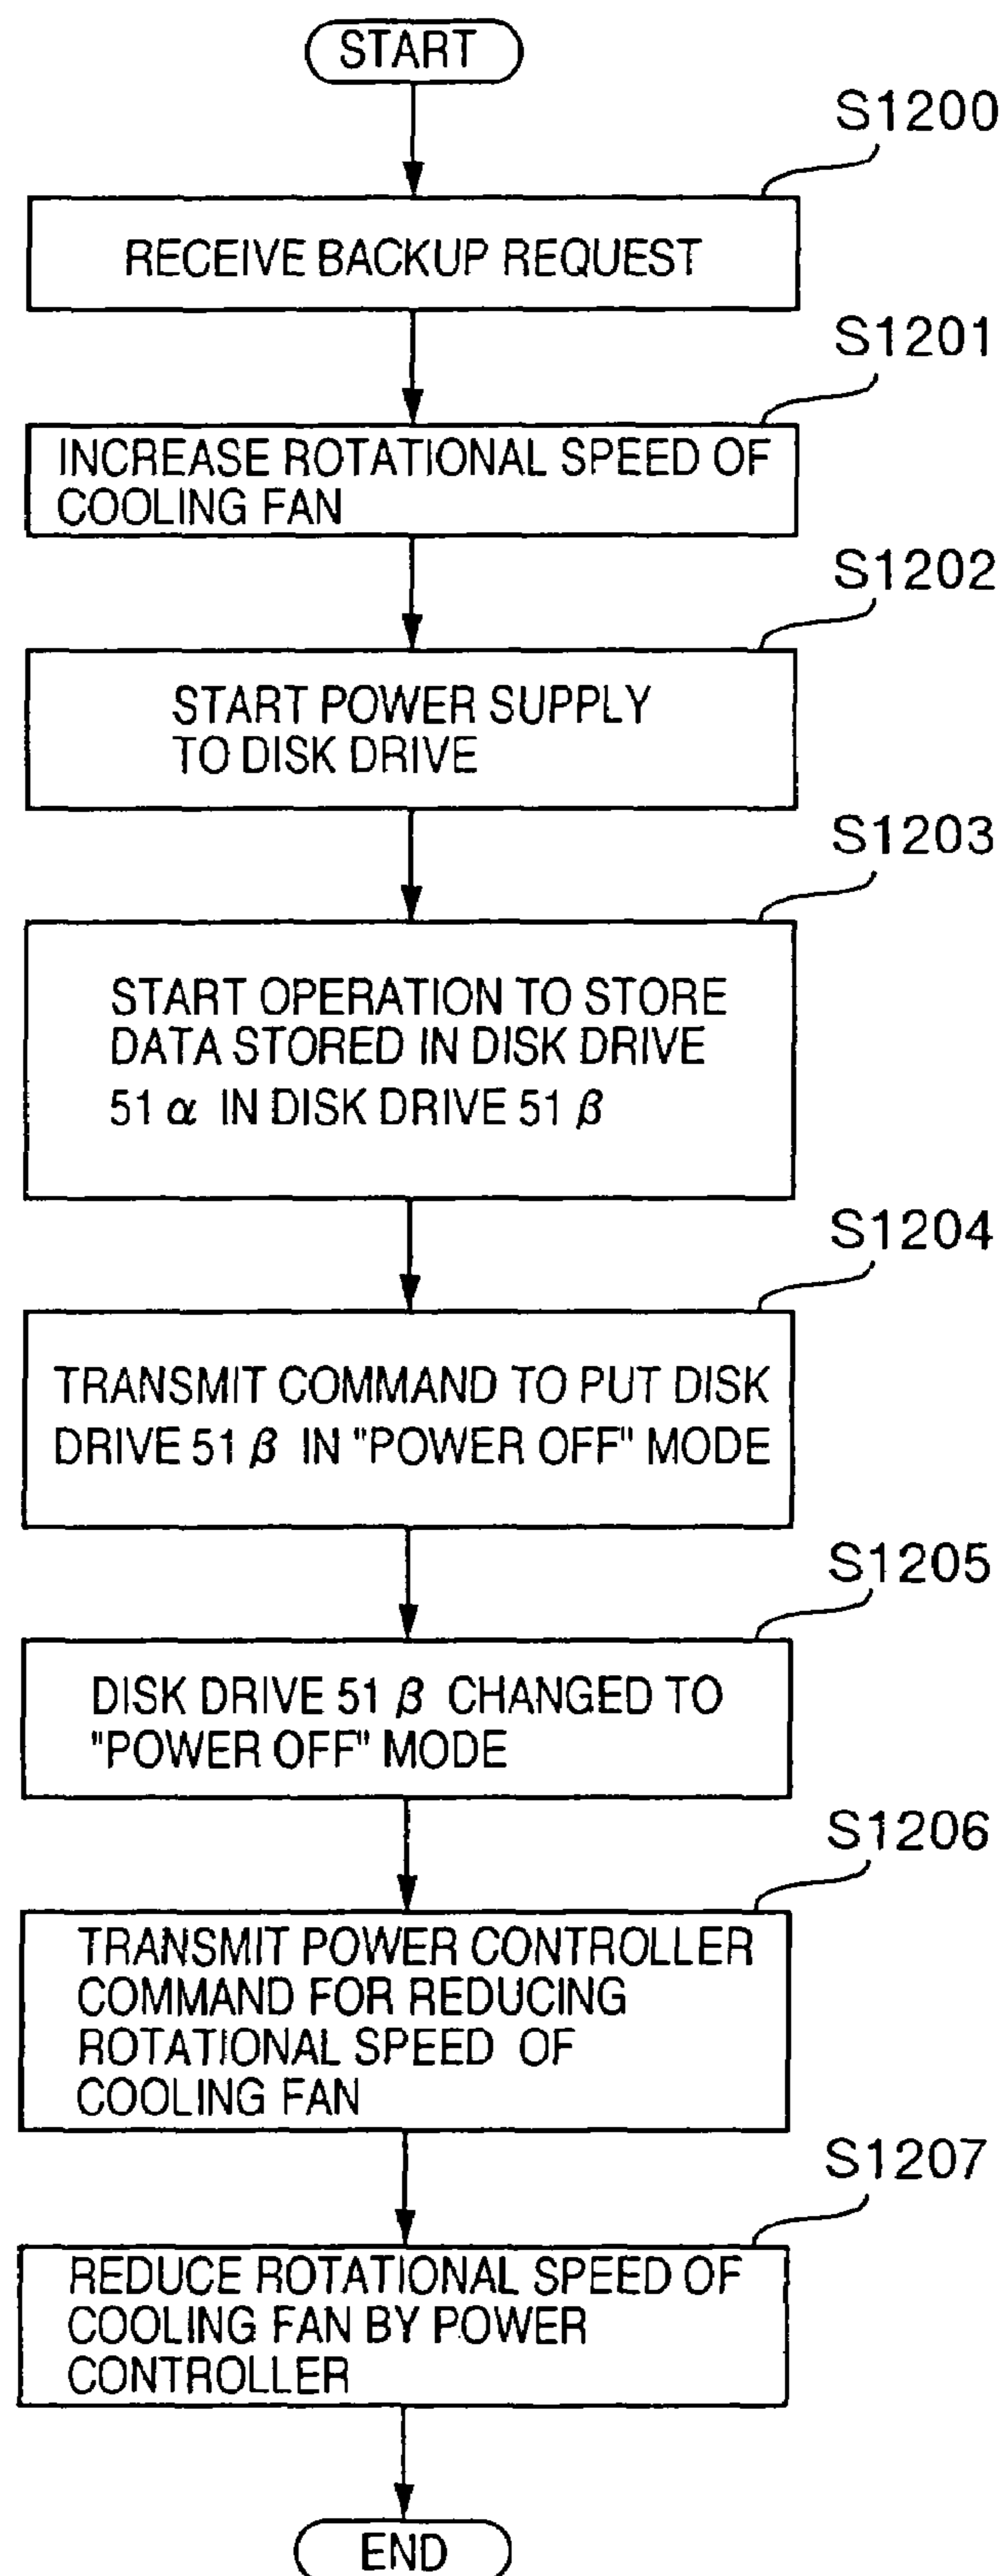 START
S1200
RECEIVE BACKUP REQUEST
S1201
INCREASE ROTATIONAL SPEED OF
COOLING FAN
S1202
START POWER SUPPLY
TO DISK DRIVE
S1203
START OPERATION TO STORE
DATA STORED IN DISK DRIVE
51 α IN DISK DRIVE 51 β
S1204
TRANSMIT COMMAND TO PUT DISK
DRIVE 51 β IN "POWER OFF" MODE
S1205
DISK DRIVE 51 β CHANGED TO
"POWER OFF" MODE
S1206
TRANSMIT POWER CONTROLLER
COMMAND FOR REDUCING
ROTATIONAL SPEED OF
COOLING FAN
S1207
REDUCE ROTATIONAL SPEED OF
COOLING FAN BY POWER
CONTROLLER
END